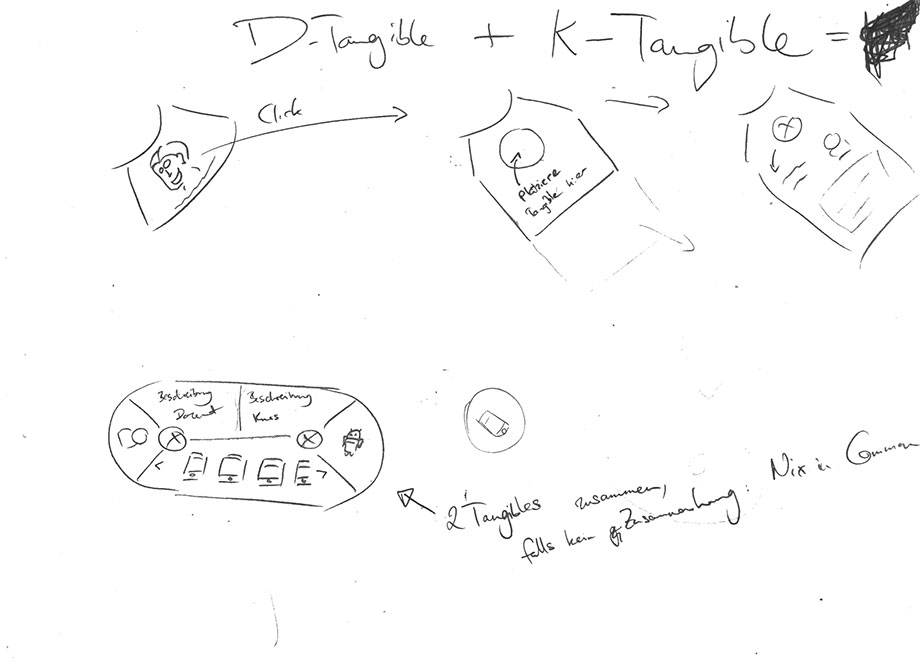 D-Tangible + K-Tangible =
Click
platziere
Tangible hier
Beschreibung
Dozent
Beschreibung
Kurs
2 Tangibles zusammen,
falls kein Zusammenhang: Nix in Common